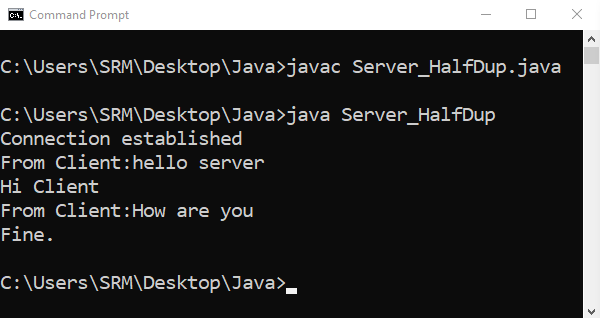 Command Prompt
C:\Users\SRM\Desktop\Java>javac Server_HalfDup.java
C:\Users\SRM\Desktop\Java>java Server_HalfDup
Connection established
From Client:hello server
Hi Client
From Client:How are you
Fine.
C:\Users\SRM\Desktop\Java>